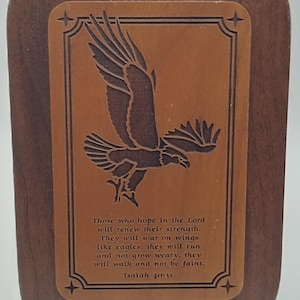 Those who hope in the Lord
will renew their strength.
They will soar on wings
like eagles; they will run
and not grow weary, they
will walk and not be faint.
Isaiah 40:31